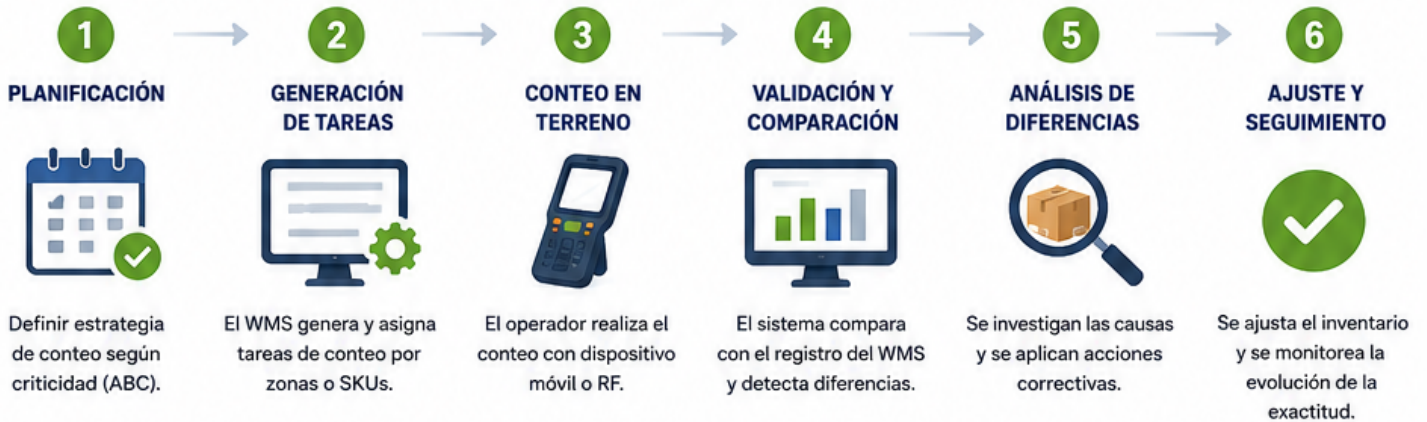 1
PLANIFICACIÓN
Definir estrategia
de conteo según
criticidad (ABC).
2
GENERACIÓN
DE TAREAS
El WMS genera y asigna
tareas de conteo por
zonas o SKUs.
3
CONTEO EN
TERRENO
El operador realiza el
conteo con dispositivo
móvil o RF.
4
VALIDACIÓN Y
COMPARACIÓN
El sistema compara
con el registro del WMS
y detecta diferencias.
5
ANÁLISIS DE
DIFERENCIAS
Se investigan las causas
y se aplican acciones
correctivas.
6
AJUSTE Y
SEGUIMIENTO
Se ajusta el inventario
y se monitorea la
evolución de la
exactitud.